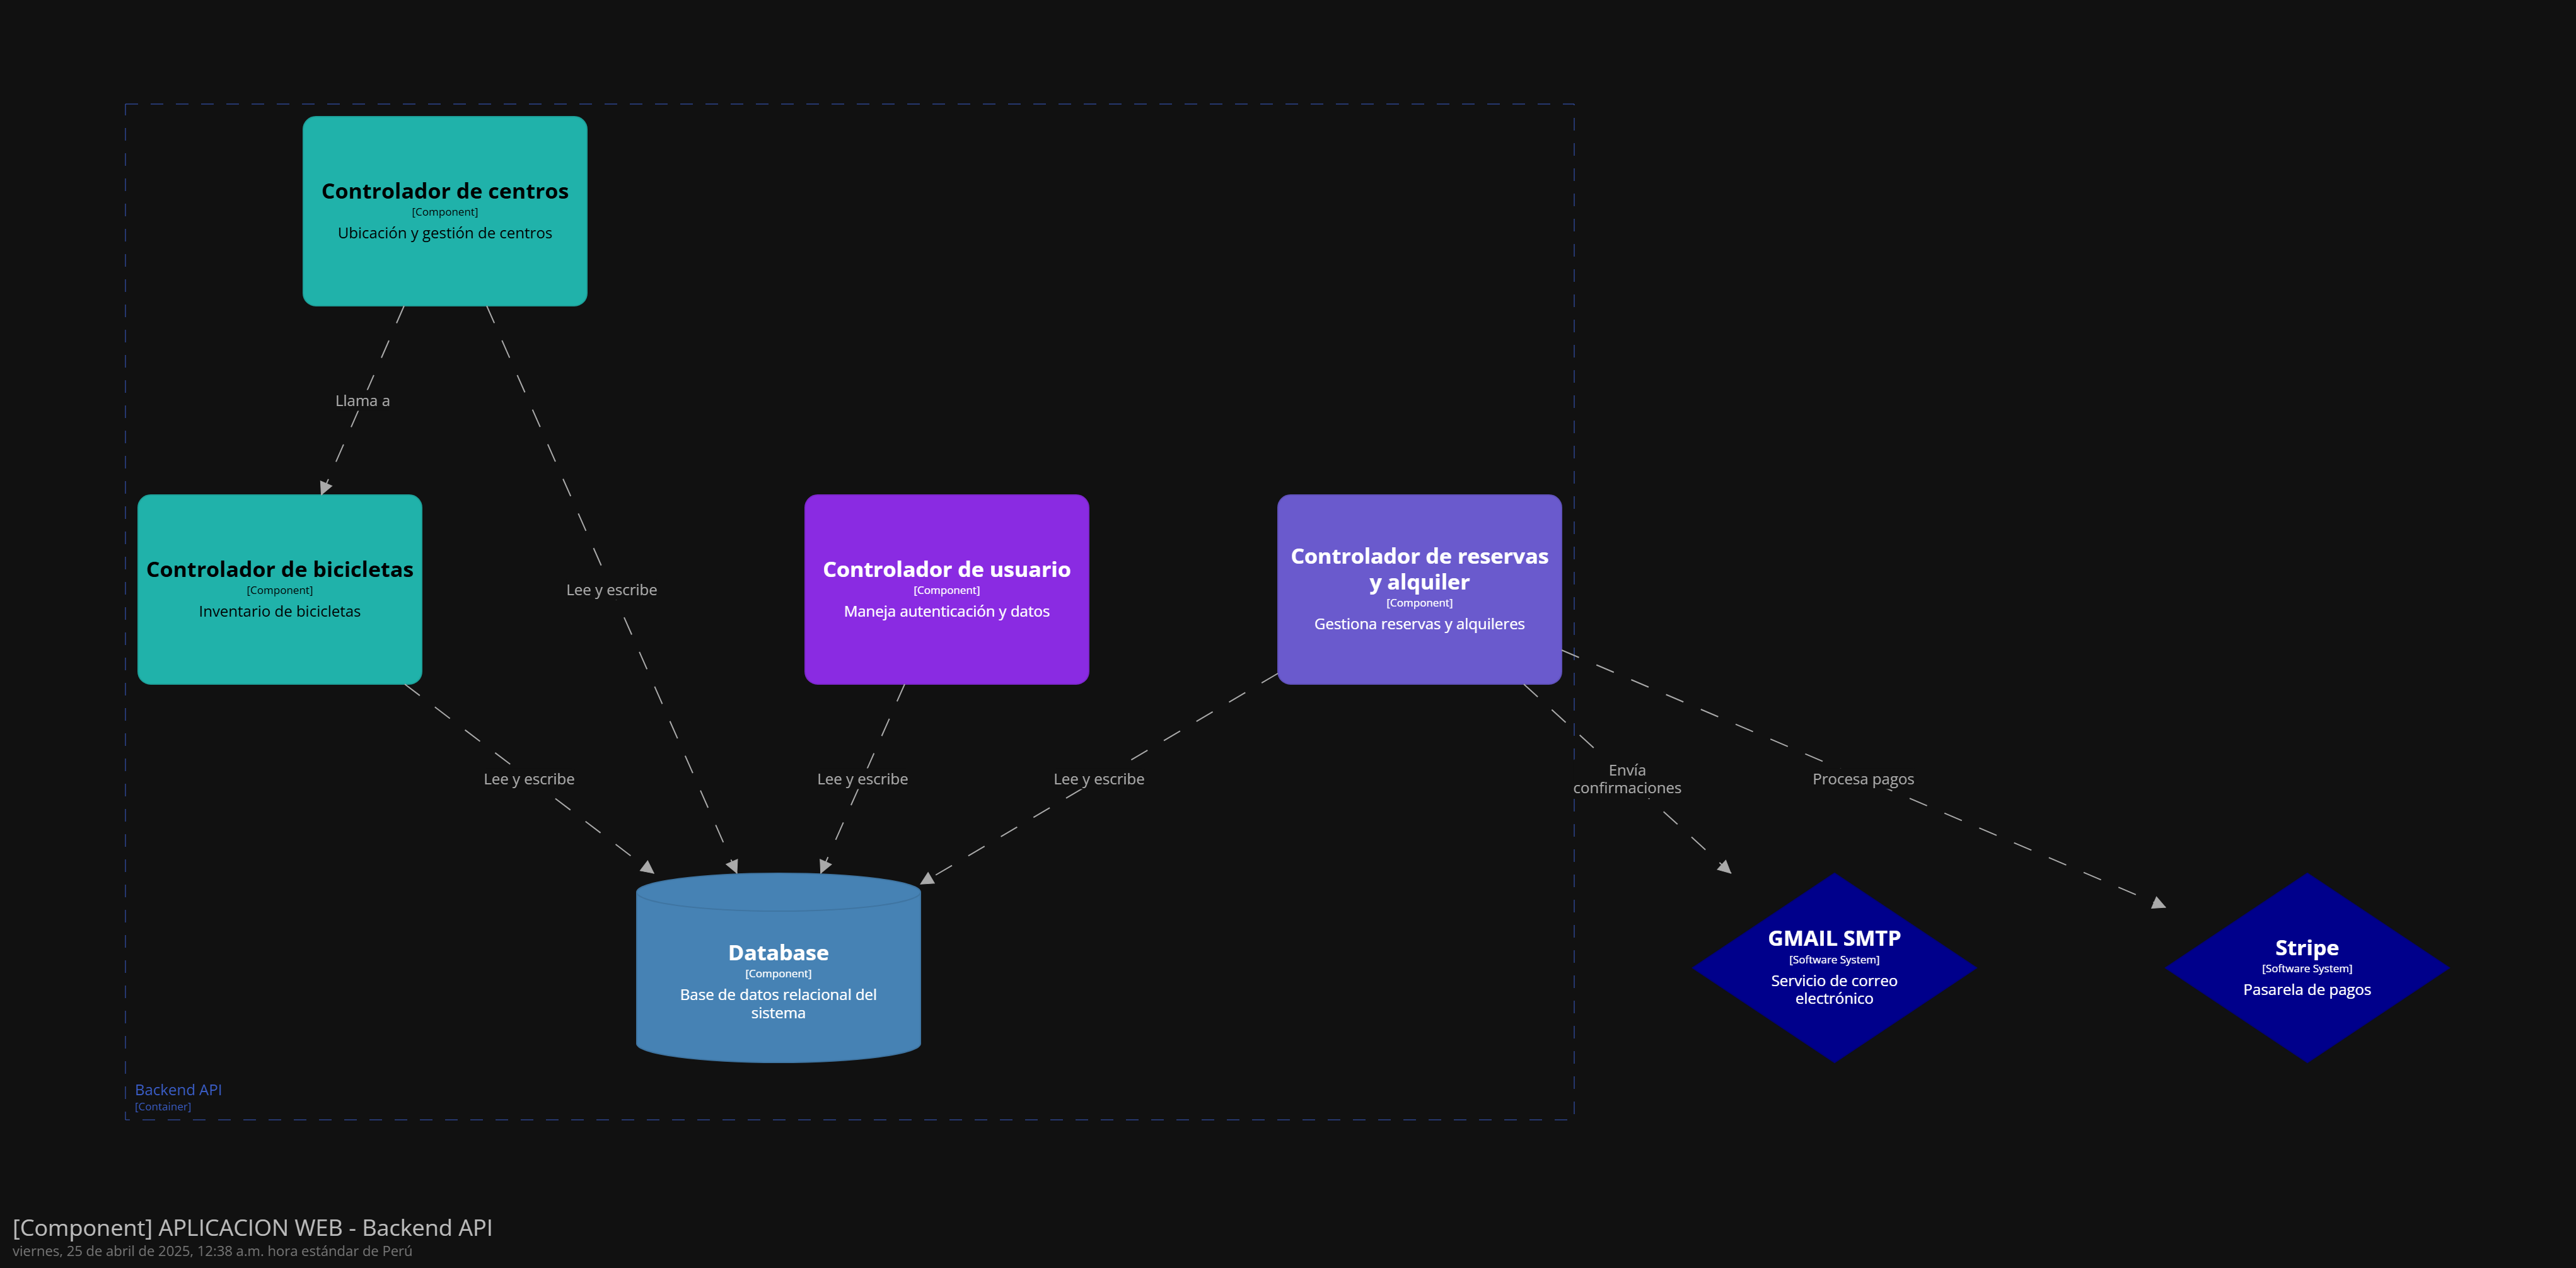 Controlador de centros
[Component]
Ubicación y gestión de centros
Llama a
Lee y escribe
Controlador de bicicletas
[Component]
Inventario de bicicletas
Controlador de usuario
[Component]
Maneja autenticación y datos
Controlador de reservas
y alquiler
[Component]
Gestiona reservas y alquileres
Lee y escribe
Lee y escribe
Lee y escribe
Envía
confirmaciones
Procesa pagos
Database
[Component]
Base de datos relacional del
sistema
GMAIL SMTP
[Software System]
Servicio de correo
electrónico
Stripe
[Software System]
Pasarela de pagos
Backend API
[Container]
[Component] APLICACION WEB - Backend API
viernes, 25 de abril de 2025, 12:38 a.m. hora estándar de Perú